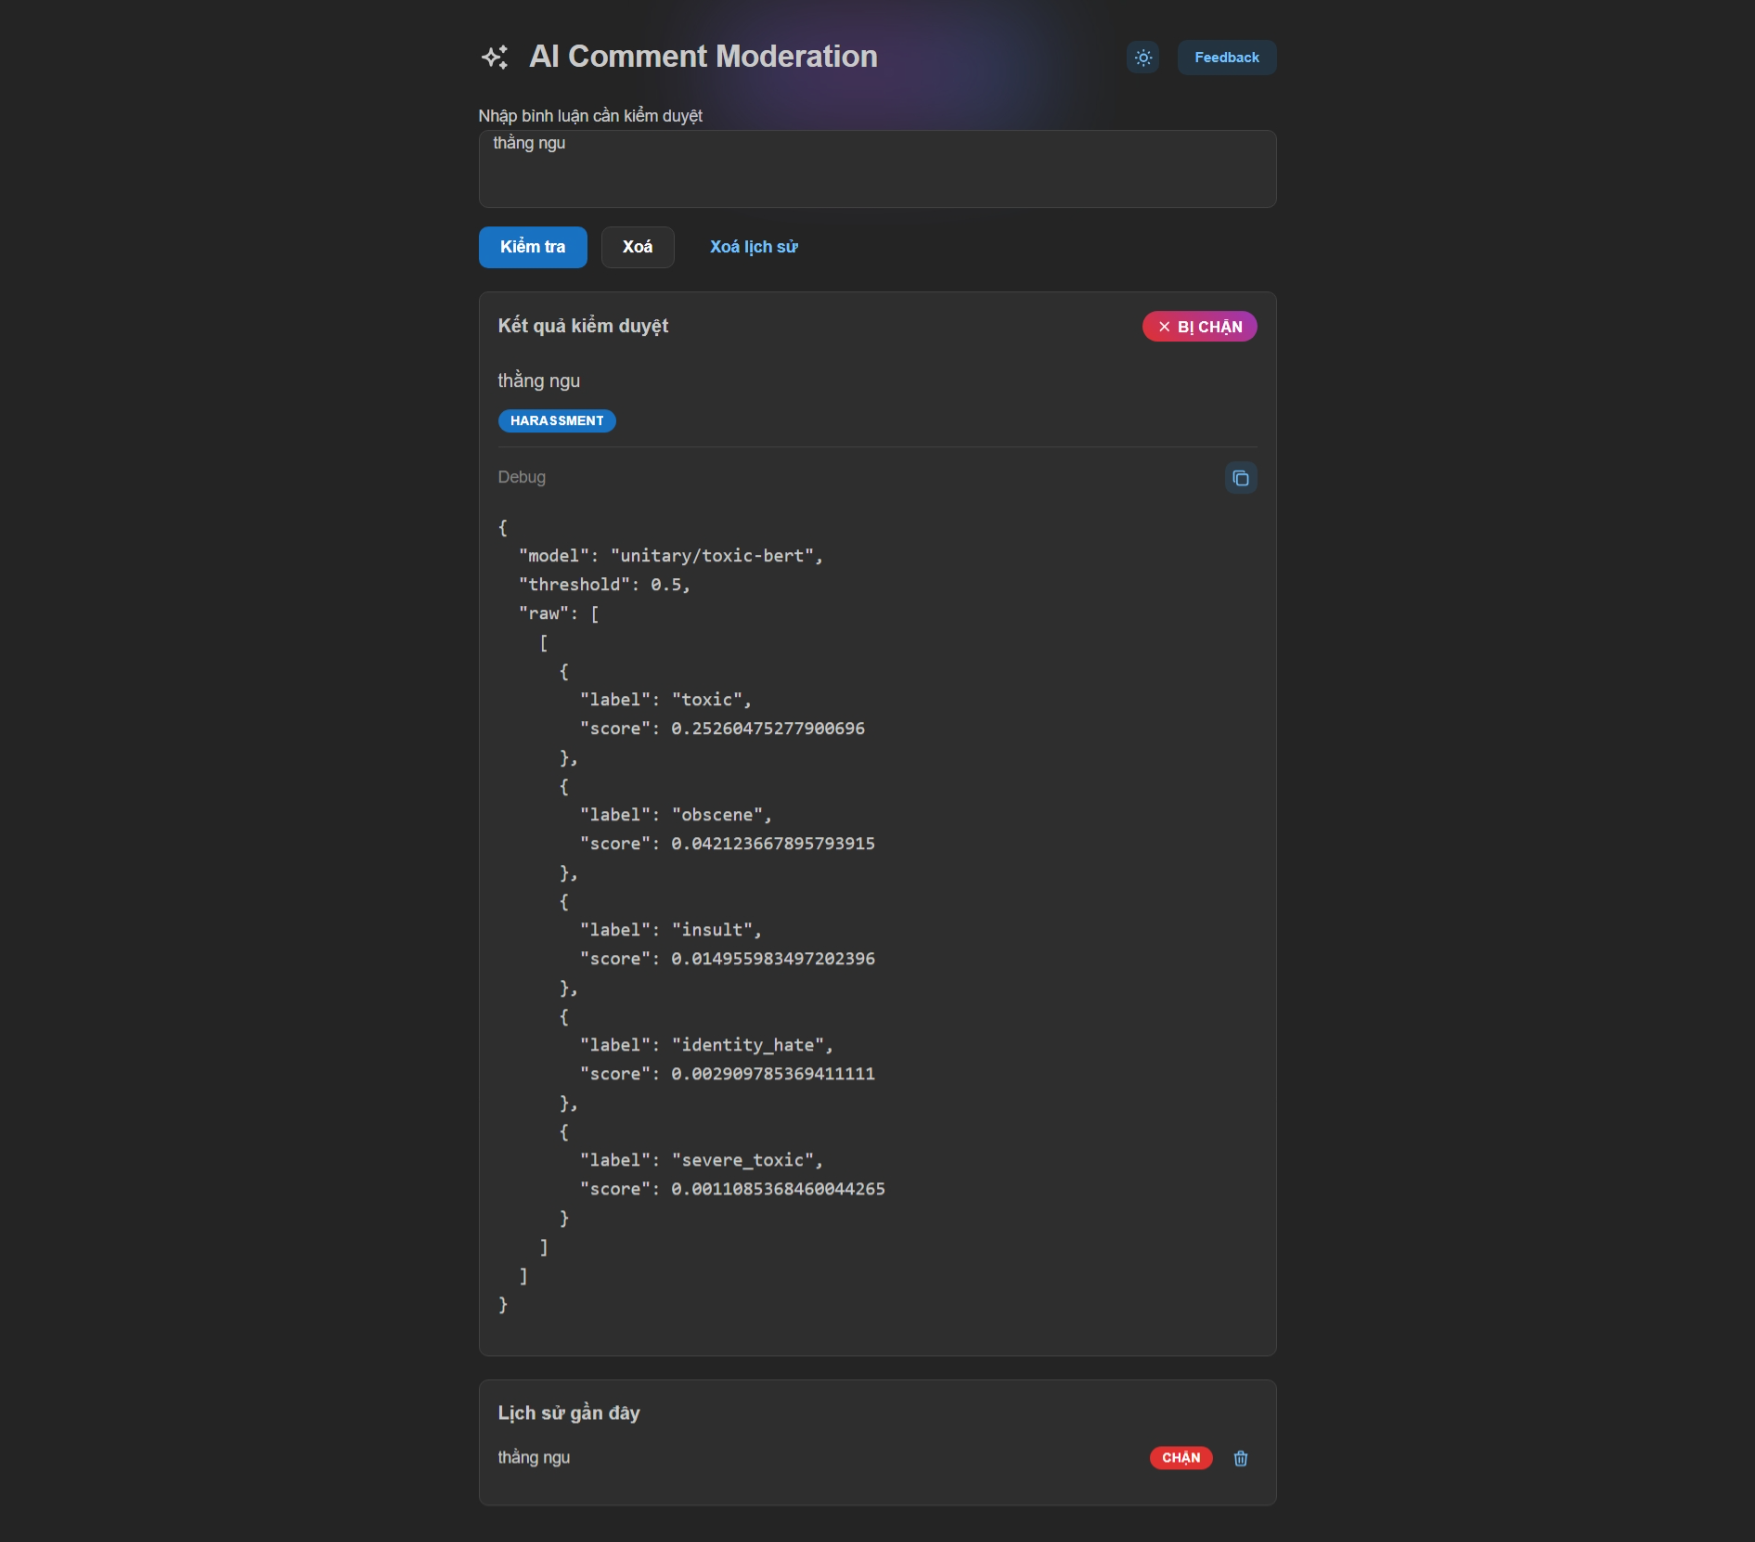 AI Comment Moderation
Feedback
Nhập bình luận cần kiểm duyệt
thằng ngu
Kiểm tra
Xoá
Xoá lịch sử
Kết quả kiểm duyệt
BỊ CHẶN
thằng ngu
HARASSMENT
Debug
{
"model": "unitary/toxic-bert",
"threshold": 0.5,
"raw": [
[
{
"label": "toxic",
"score": 0.25260475277900696
},
{
"label": "obscene",
"score": 0.042123667895793915
},
{
"label": "insult",
"score": 0.014955983497202396
},
{
"label": "identity_hate",
"score": 0.002909785369411111
},
{
"label": "severe_toxic",
"score": 0.0011085368460044265
}
]
]
}
Lịch sử gần đây
thằng ngu
CHẶN